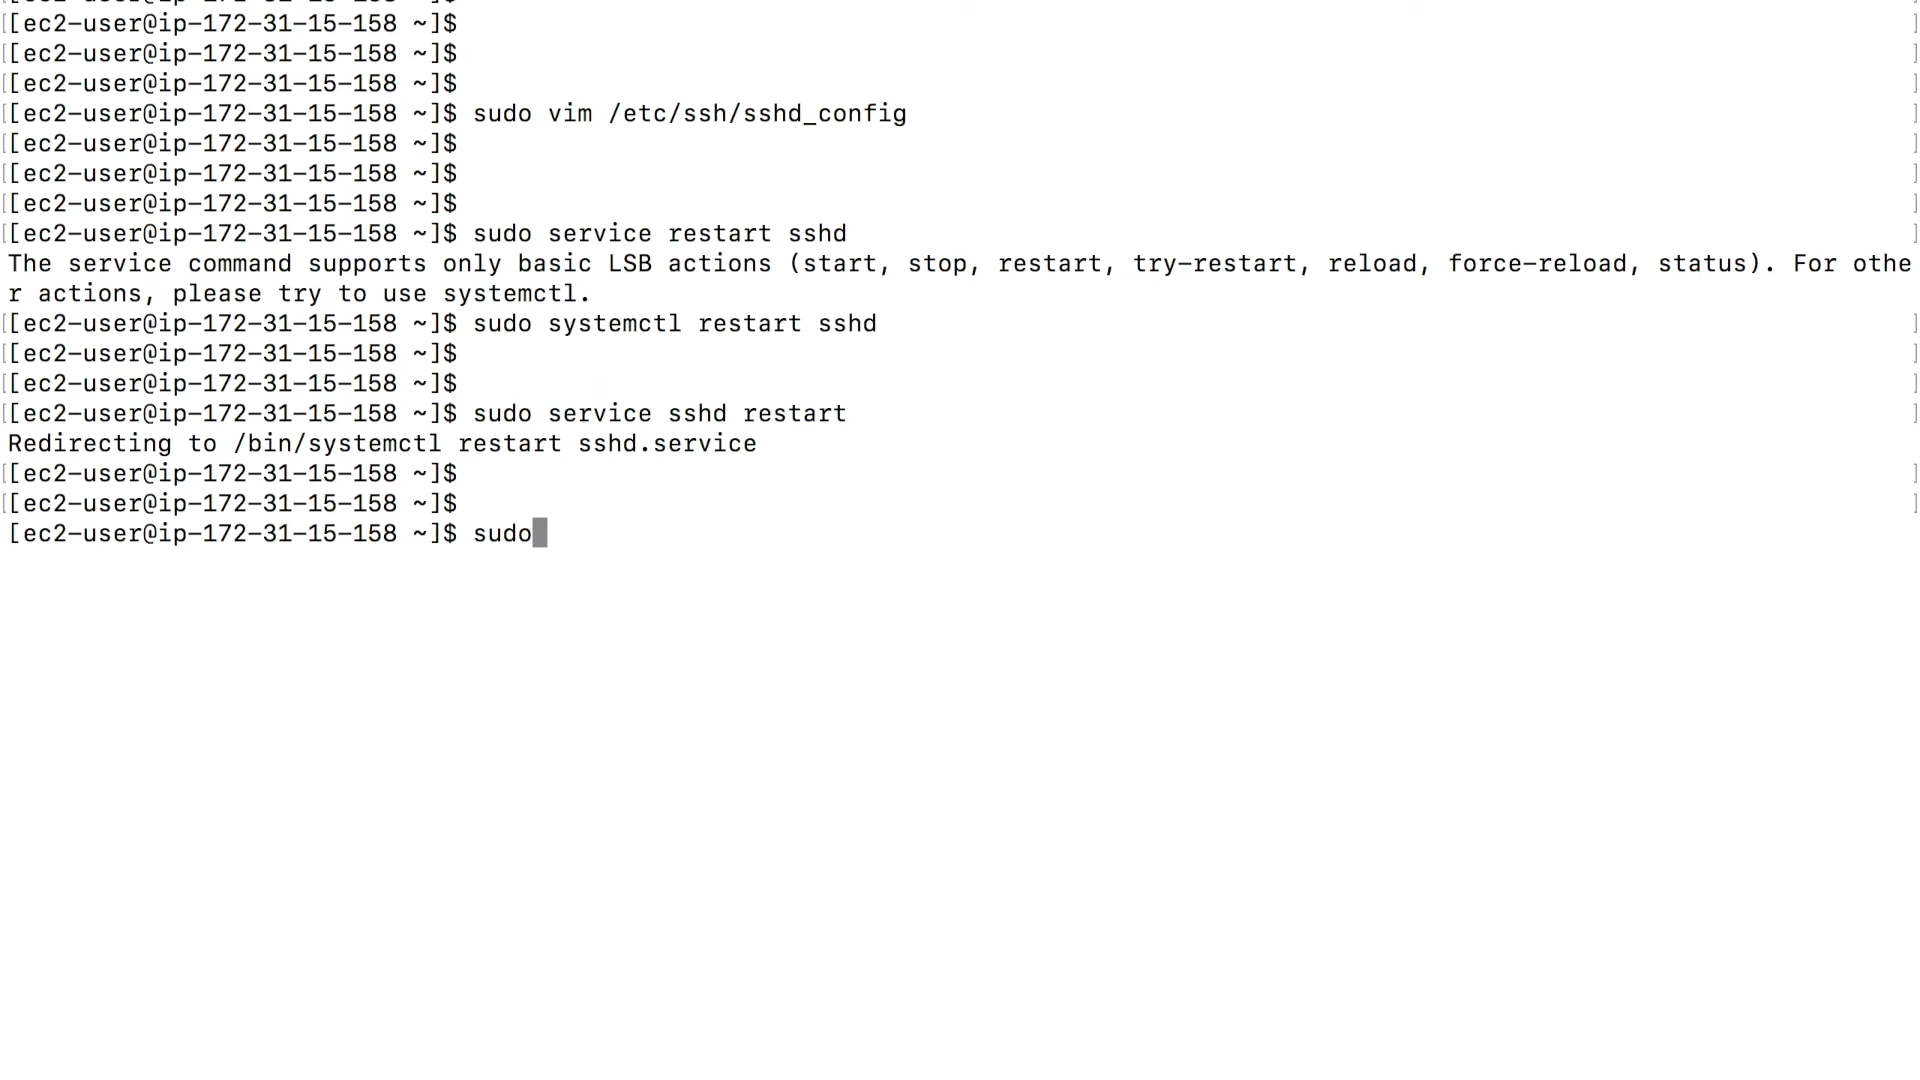 [[ec2-user@ip-172-31-15-158 ~]$ ]
[[ec2-user@ip-172-31-15-158 ~]$ ]
[[ec2-user@ip-172-31-15-158 ~]$ ]
[[ec2-user@ip-172-31-15-158 ~]$ sudo vim /etc/ssh/sshd_config ]
[[ec2-user@ip-172-31-15-158 ~]$ ]
[[ec2-user@ip-172-31-15-158 ~]$ ]
[[ec2-user@ip-172-31-15-158 ~]$ ]
[[ec2-user@ip-172-31-15-158 ~]$ sudo service restart sshd ]
The service command supports only basic LSB actions (start, stop, restart, try-restart, reload, force-reload, status). For othe
r actions, please try to use systemctl.
[[ec2-user@ip-172-31-15-158 ~]$ sudo systemctl restart sshd ]
[[ec2-user@ip-172-31-15-158 ~]$ ]
[[ec2-user@ip-172-31-15-158 ~]$ ]
[[ec2-user@ip-172-31-15-158 ~]$ sudo service sshd restart ]
Redirecting to /bin/systemctl restart sshd.service
[[ec2-user@ip-172-31-15-158 ~]$ ]
[[ec2-user@ip-172-31-15-158 ~]$ ]
[ec2-user@ip-172-31-15-158 ~]$ sudo